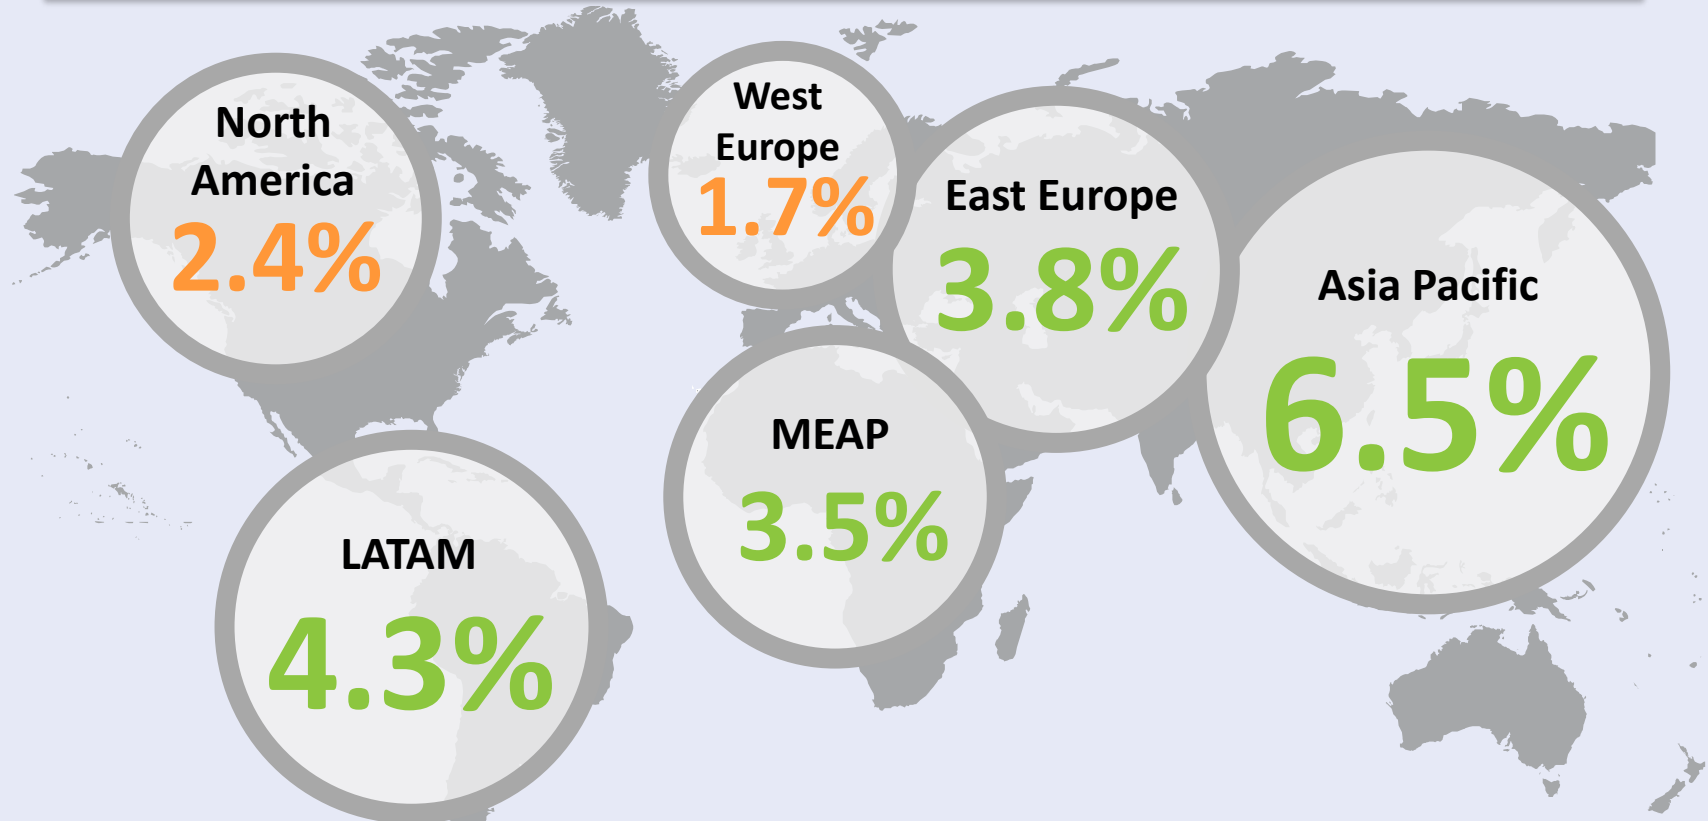 North
America
2.4%
West
Europe
1.7%
East Europe
3.8%
Asia Pacific
6.5%
MEAP
3.5%
LATAM
4.3%